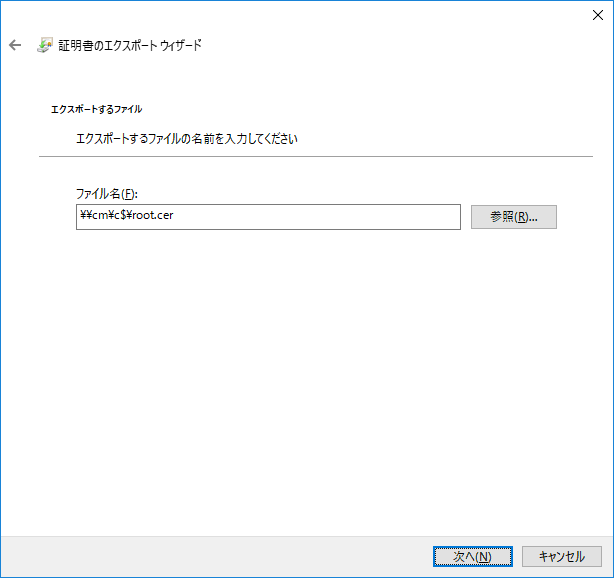 証明書のエクスポート ウィザード
エクスポートするファイル
エクスポートするファイルの名前を入力してください
ファイル名(F):
¥¥cm¥c$¥root.cer
参照(R)...
次へ(N)
キャンセル